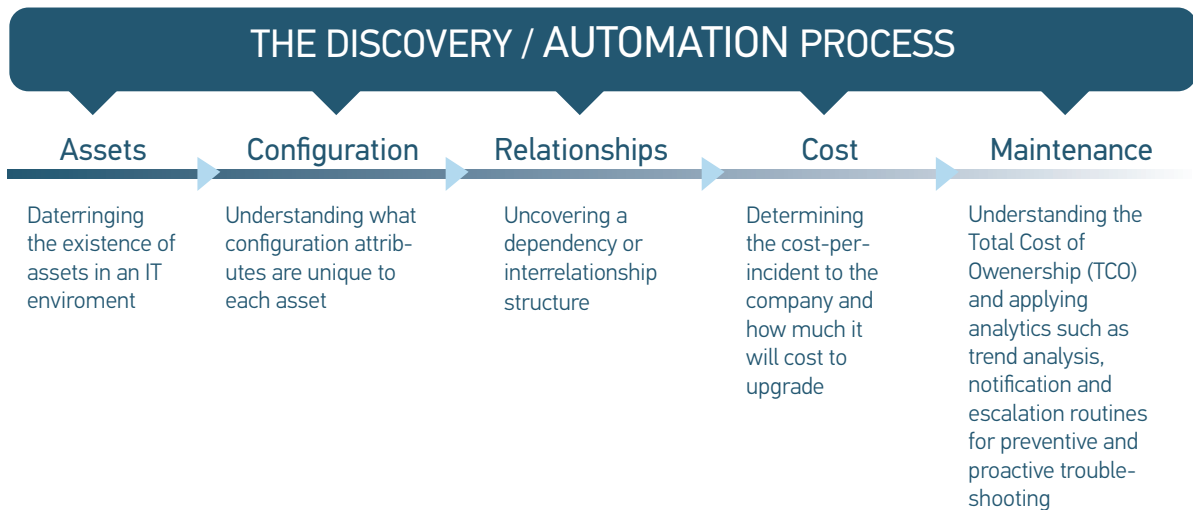 THE DISCOVERY / AUTOMATION PROCESS
Assets
Daterringing
the existence of
assets in an IT
enviroment
Configuration
Understanding what
configuration attrib-
utes are unique to
each asset
Relationships
Uncovering a
dependency or
interrelationship
structure
Cost
Determining
the cost-per-
incident to the
company and
how much it
will cost to
upgrade
Maintenance
Understanding the
Total Cost of
Owenership (TCO)
and applying
analytics such as
trend analysis,
notification and
escalation routines
for preventive and
proactive trouble-
shooting